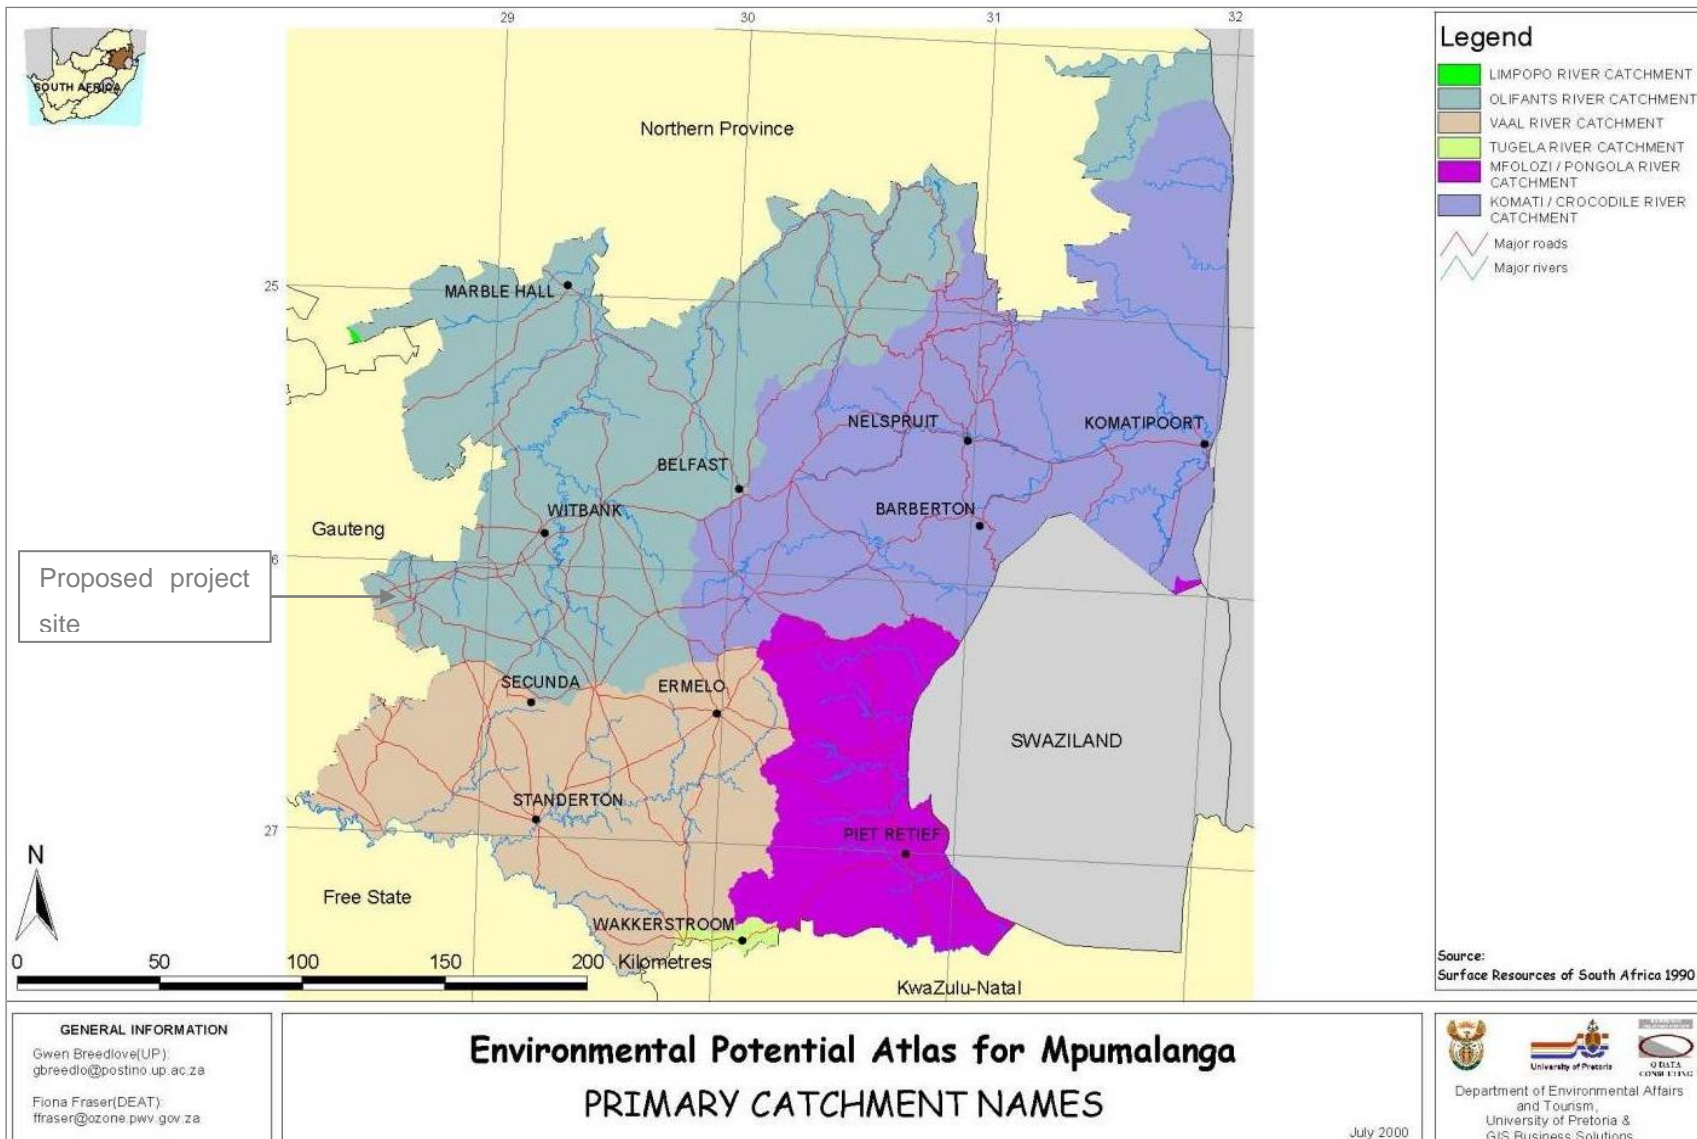 29
30
31
32
SOUTH AFRICA
Northern Province
25
MARBLE HALL
NELSPRUIT
KOMATIPOORT
BELFAST
WITBANK
BARBERTON
Gauteng
6
Proposed project
site
SECUNDA
ERMELO
SWAZILAND
STANDERTON
27
PIET RETIEF
N
Free State
WAKKERSTROOM
0 50 100 150 200 Kilometres
KwaZulu-Natal
Legend
LIMPOPO RIVER CATCHMENT
OLIFANTS RIVER CATCHMENT
VAAL RIVER CATCHMENT
TUGELA RIVER CATCHMENT
MFOLOZI / PONGOLA RIVER
CATCHMENT
KOMATI / CROCODILE RIVER
CATCHMENT
Major roads
Major rivers
Source:
Surface Resources of South Africa 1990
GENERAL INFORMATION
Gwen Breedlove(UP):
gbreedlo@postino.up.ac.za
Fiona Fraser(DEAT):
ffraser@ozone.pwv.gov.za
Environmental Potential Atlas for Mpumalanga
PRIMARY CATCHMENT NAMES
July 2000
University of Pretoria
Q DATA
CONSULTING
Department of Environmental Affairs
and Tourism,
University of Pretoria &
GIS Business Solutions